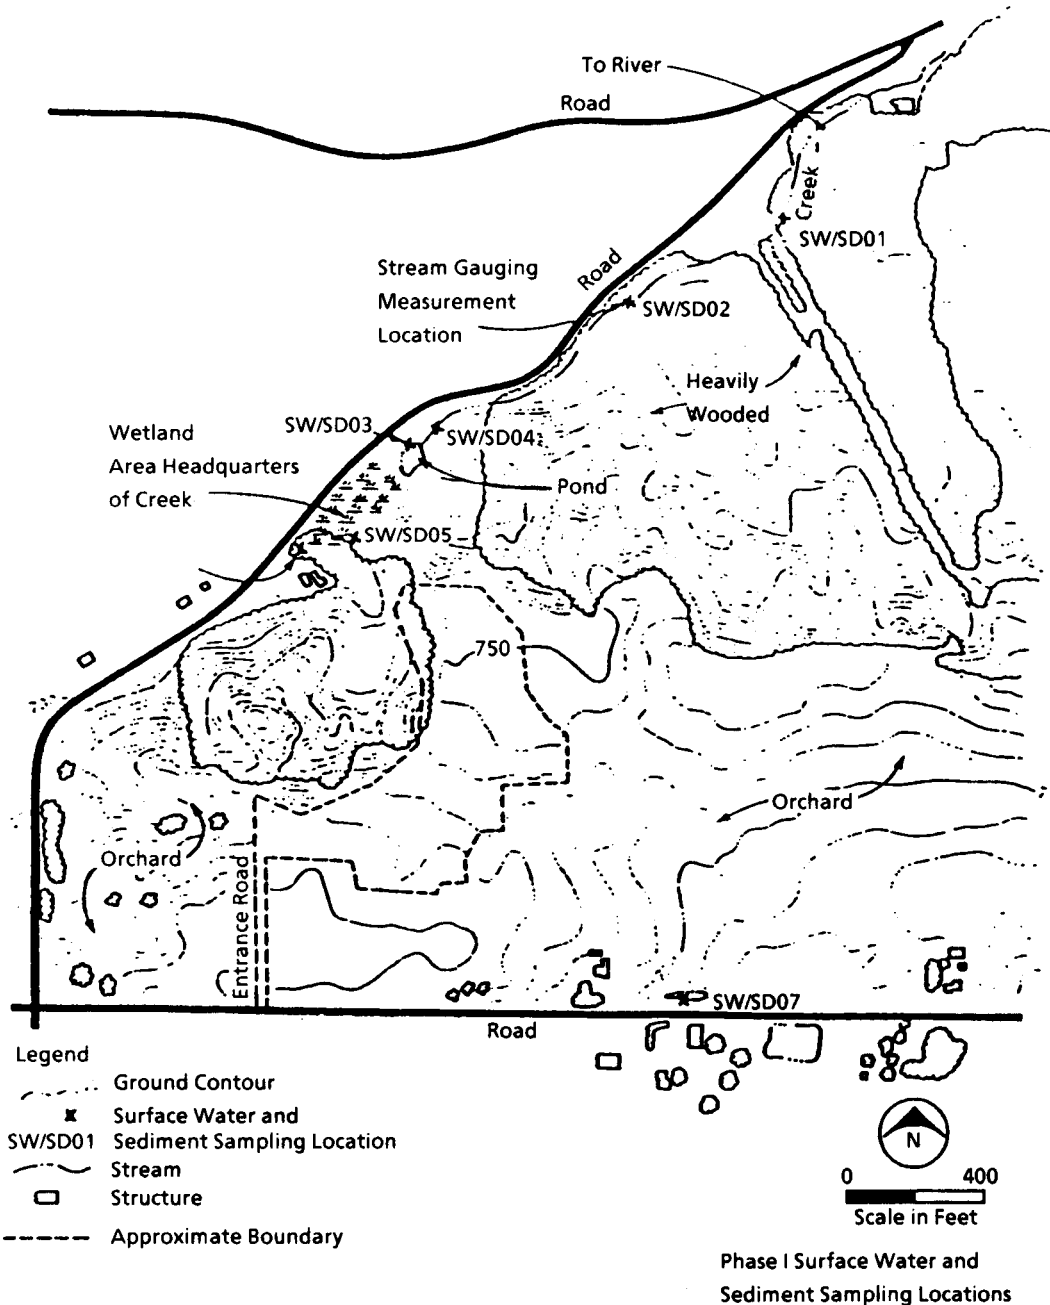 To River
Road
Creek
SW/SD01
Stream Gauging
Measurement
Location
Road
SW/SD02
Heavily
Wooded
SW/SD03
SW/SD04
Wetland
Area Headquarters
of Creek
Pond
SW/SD05
750
Orchard
Orchard
Entrance Road
SW/SD07
Road
Legend
Ground Contour
Surface Water and
SW/SD01 Sediment Sampling Location
Stream
Structure
Approximate Boundary
N
0 400
Scale in Feet
Phase I Surface Water and
Sediment Sampling Locations